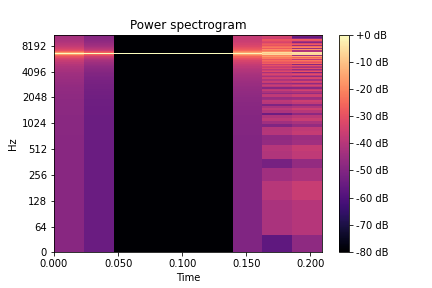 Power spectrogram
8192
4096
2048
1024
512
256
128
64
0
Hz
0.000 0.050 0.100 0.150 0.200
Time
+0 dB
-10 dB
-20 dB
-30 dB
-40 dB
-50 dB
-60 dB
-70 dB
-80 dB